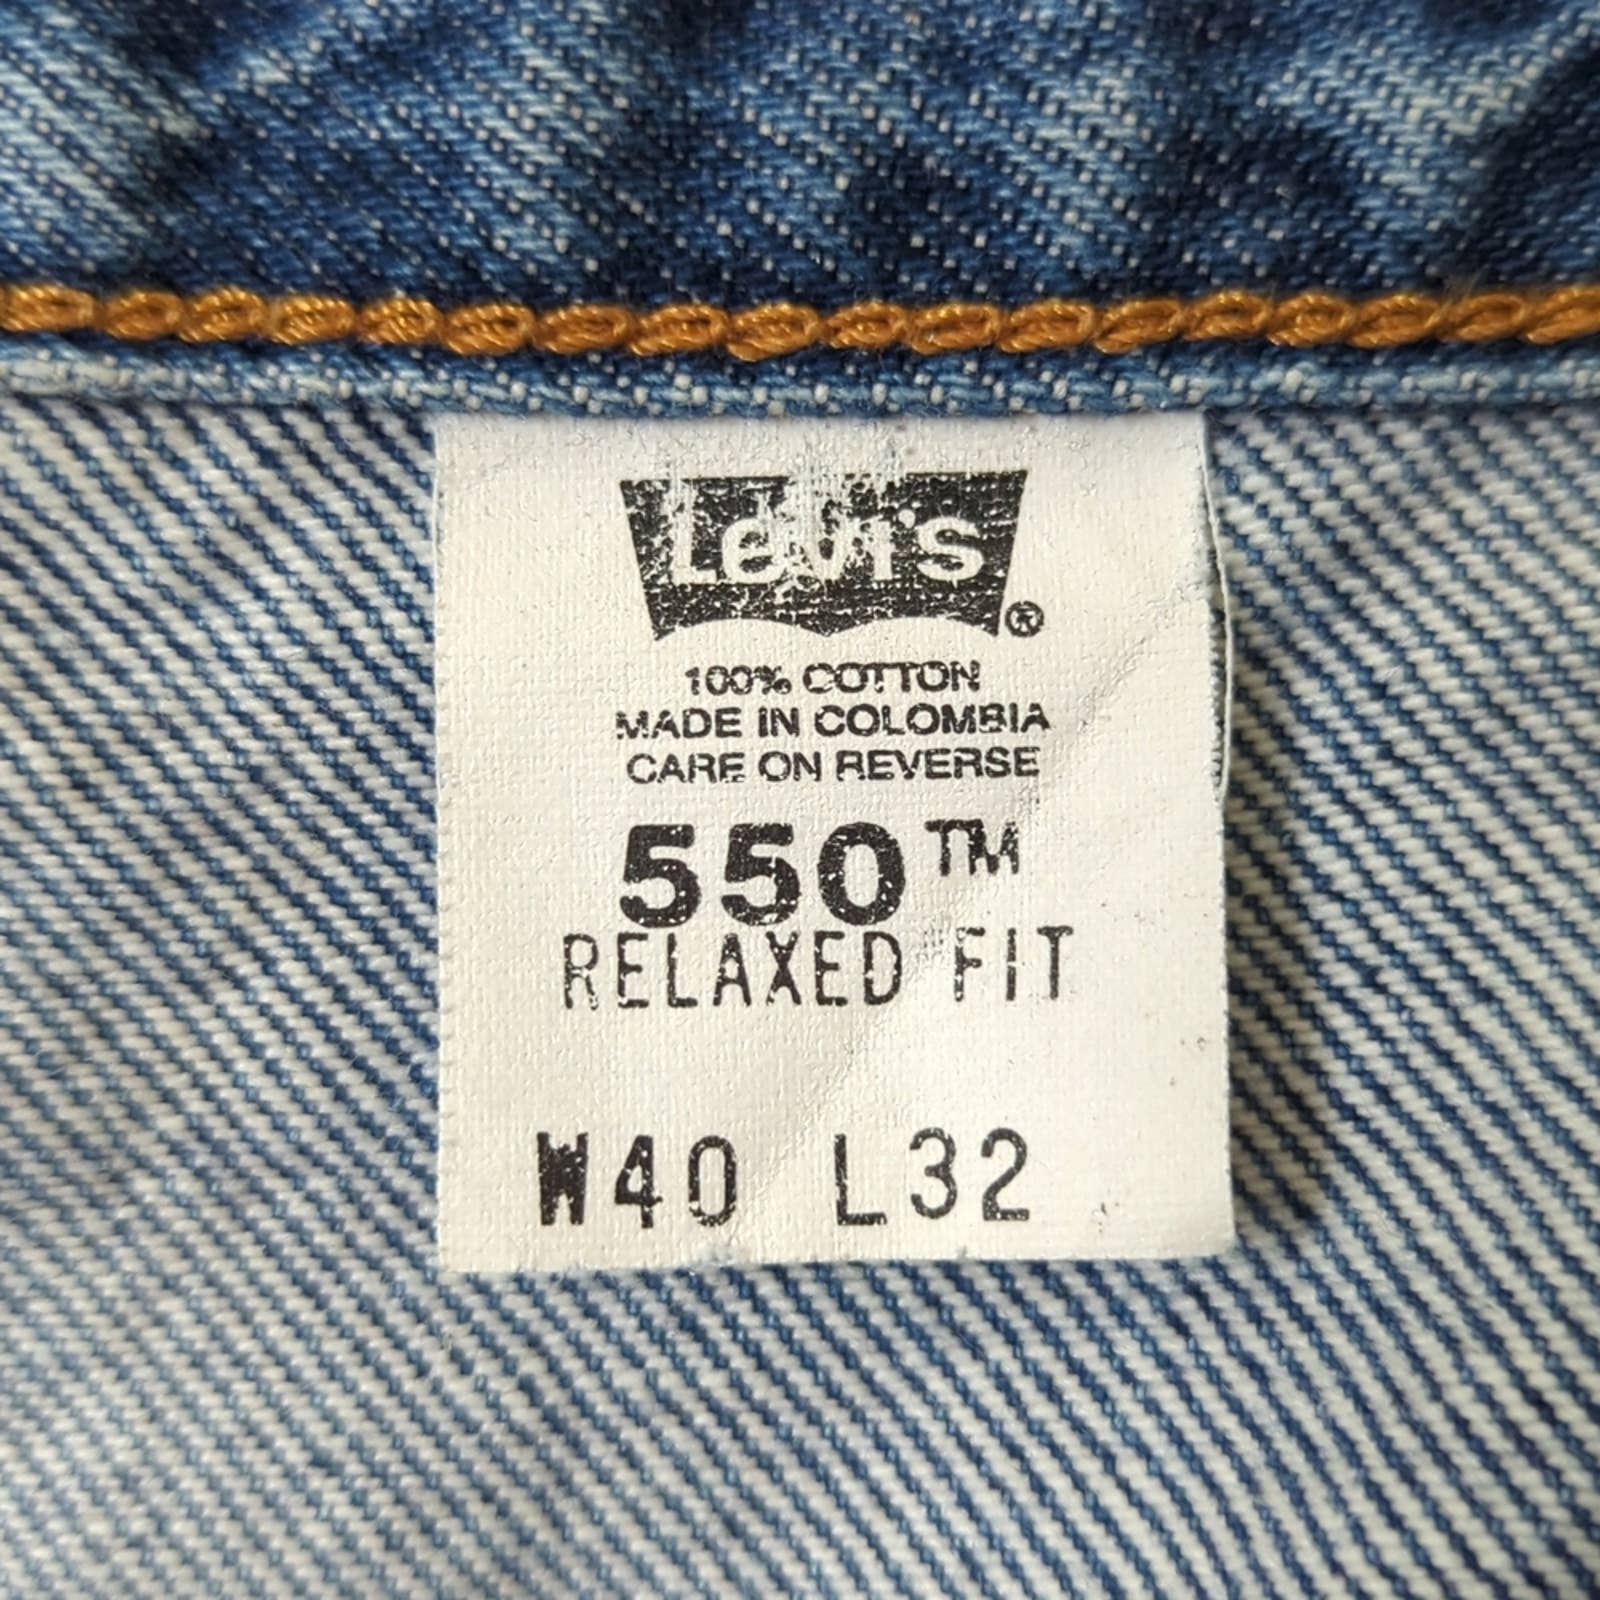 Levi's®
100% COTTON
MADE IN COLOMBIA
CARE ON REVERSE
550™
RELAXED FIT
W40 L32